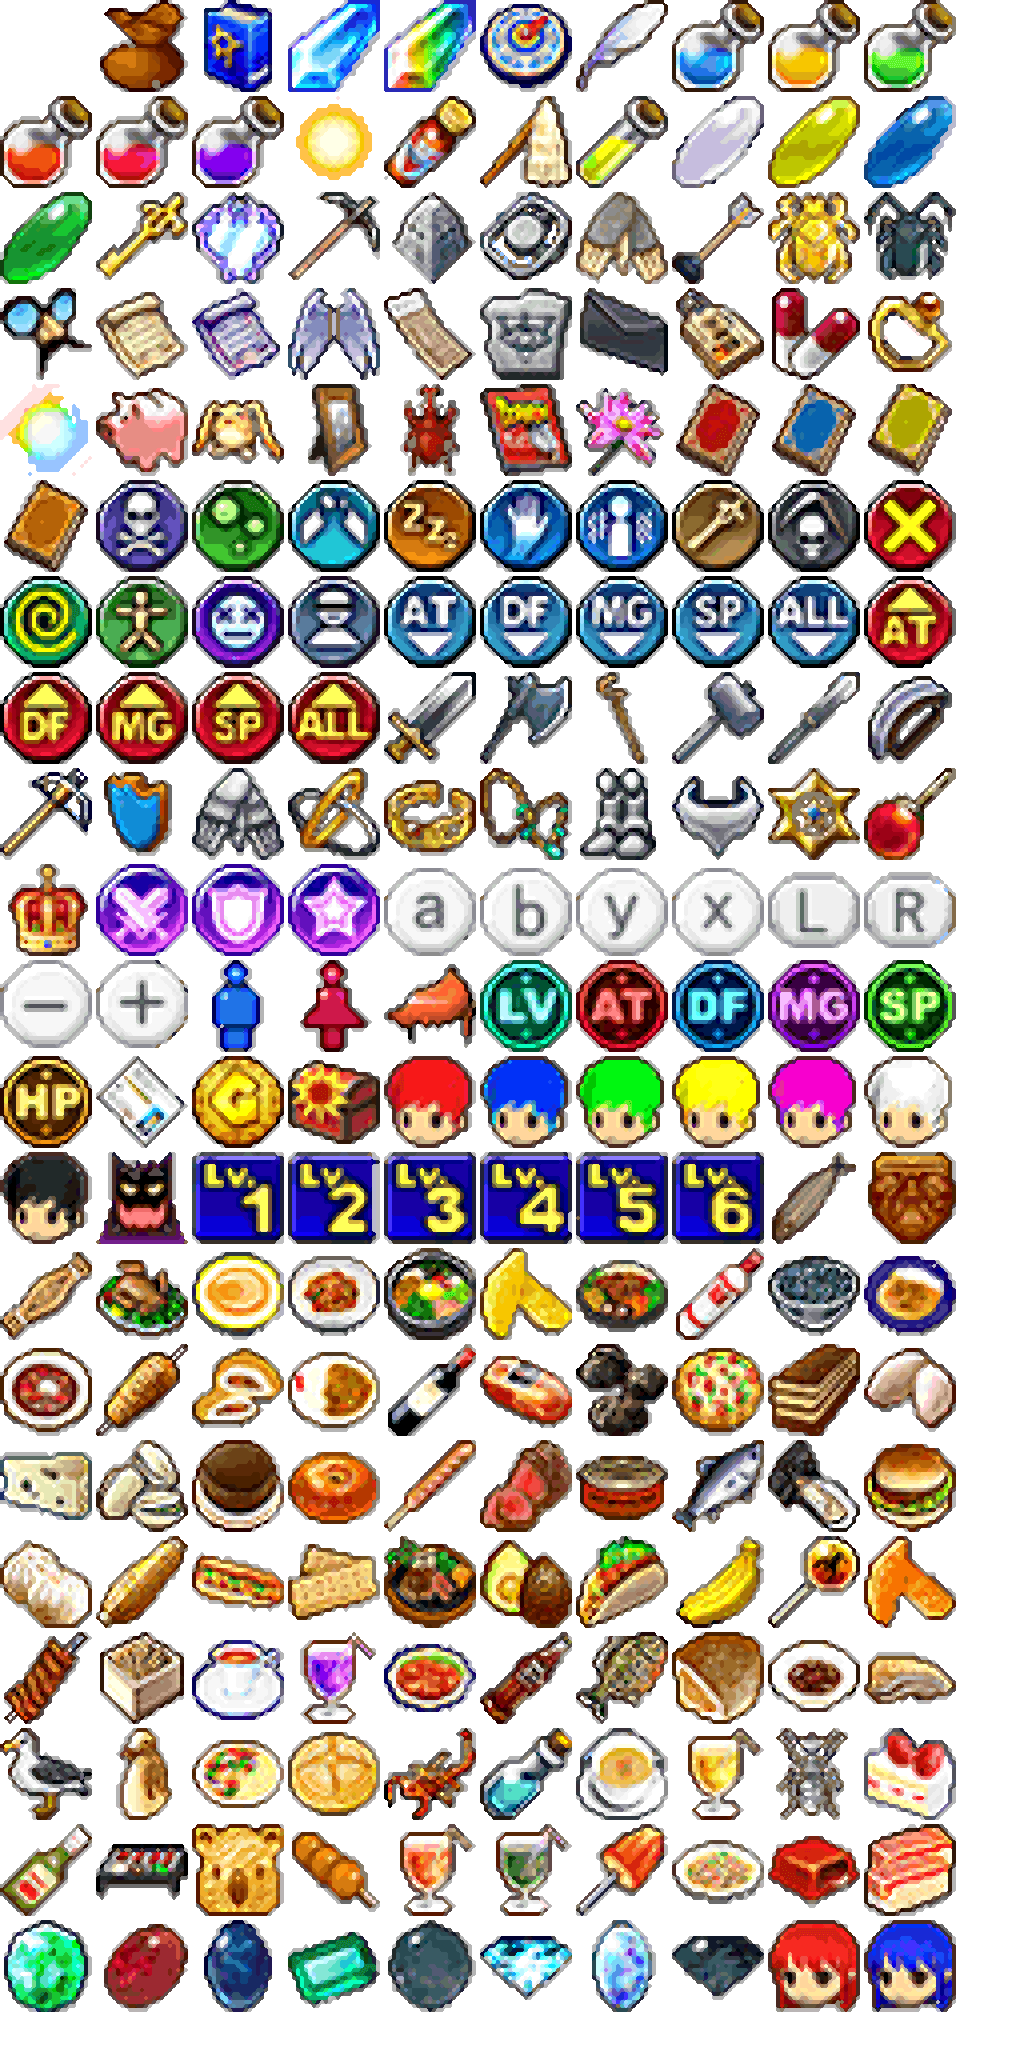 Zzz
AT DF MG SP ALL AT
DF MG SP ALL
a b y x L R
LV AT DF MG SP
HP
Lv.1 Lv.2 Lv.3 Lv.4 Lv.5 Lv.6